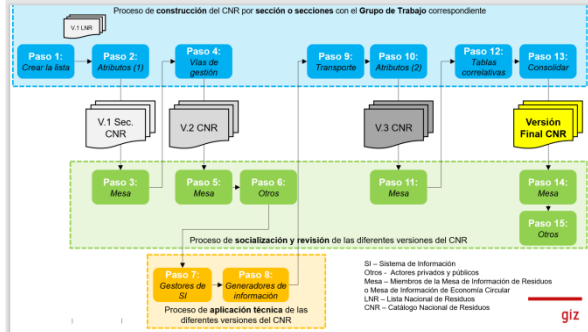 Proceso de construcción del CNR por sección o secciones con el Grupo de Trabajo correspondiente
V.1 LNR
Paso 1:
Crear la lista
Paso 2:
Atributos (1)
Paso 4:
Vías de
gestión
Paso 9:
Transporte
Paso 10:
Atributos (2)
Paso 12:
Tablas
correlativas
Paso 13:
Consolidar
V.1 Sec.
CNR
V.2 CNR
V.3 CNR
Versión
Final CNR
Paso 3:
Mesa
Paso 5:
Mesa
Paso 6:
Otros
Paso 11:
Mesa
Paso 14:
Mesa
Paso 15:
Otros
Proceso de socialización y revisión de las diferentes versiones del CNR
Paso 7:
Gestores de
SI
Paso 8:
Generadores de
información
Proceso de aplicación técnica de las
diferentes versiones del CNR
SI – Sistema de Información
Otros - Actores privados y públicos
Mesa – Miembros de la Mesa de Información de Residuos
o Mesa de Información de Economía Circular
LNR – Lista Nacional de Residuos
CNR – Catálogo Nacional de Residuos
giz